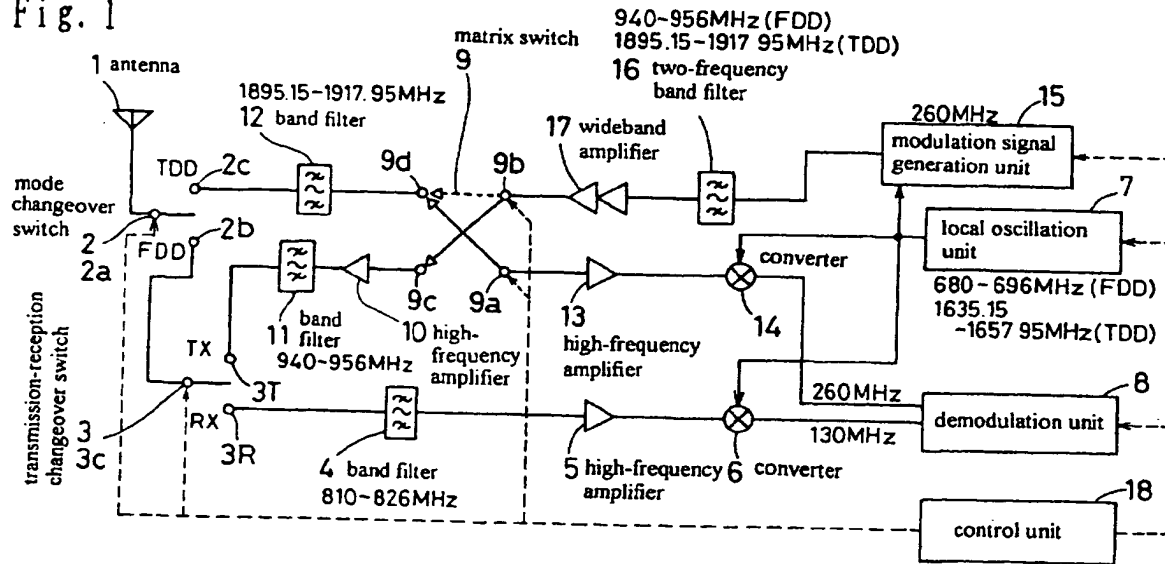 Fig. 1
1 antenna
1895.15-1917.95MHz
12 band filter
matrix switch
9
940-956MHz (FDD)
1895.15-1917 95MHz (TDD)
16 two-frequency
band filter
17 wideband
amplifier
260MHz
15
modulation signal
generation unit
TDD
2c
9d
9b
mode
changeover
switch
2
2a
FDD
2b
7
local oscillation
unit
680-696MHz (FDD)
1635.15
~1657 95MHz (TDD)
converter
14
9c
9a
13
high-frequency
amplifier
11 band
filter
940-956MHz
10 high-
frequency
amplifier
transmission-reception
changeover switch
TX
3T
3
3c
RX
3R
4 band filter
810-826MHz
5 high-frequency
amplifier
6 converter
260MHz
130MHz
8
demodulation unit
18
control unit